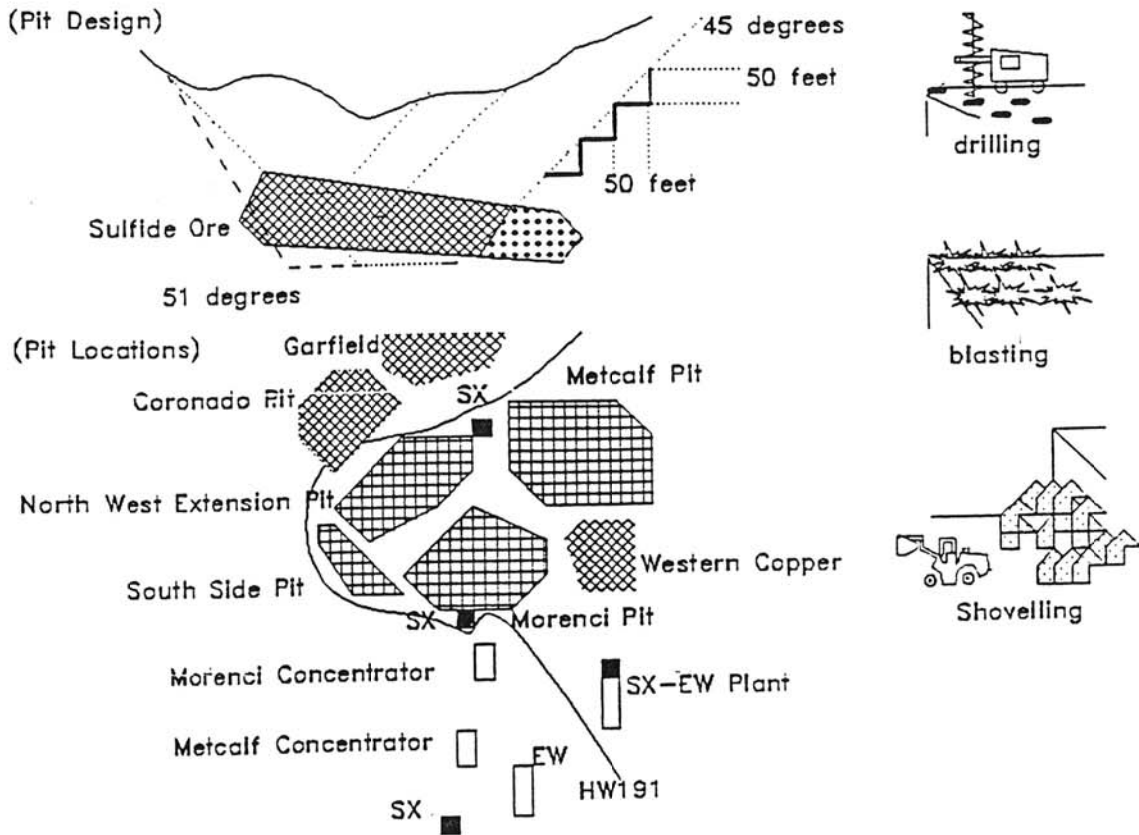 (Pit Design)
45 degrees
50 feet
50 feet
Sulfide Ore
51 degrees
drilling
blasting
(Pit Locations)
Garfield
Coronado Pit
SX
Metcalf Pit
North West Extension Pit
South Side Pit
Western Copper
SX
Morenci Pit
Shovelling
Morenci Concentrator
SX-EW Plant
Metcalf Concentrator
EW
HW191
SX